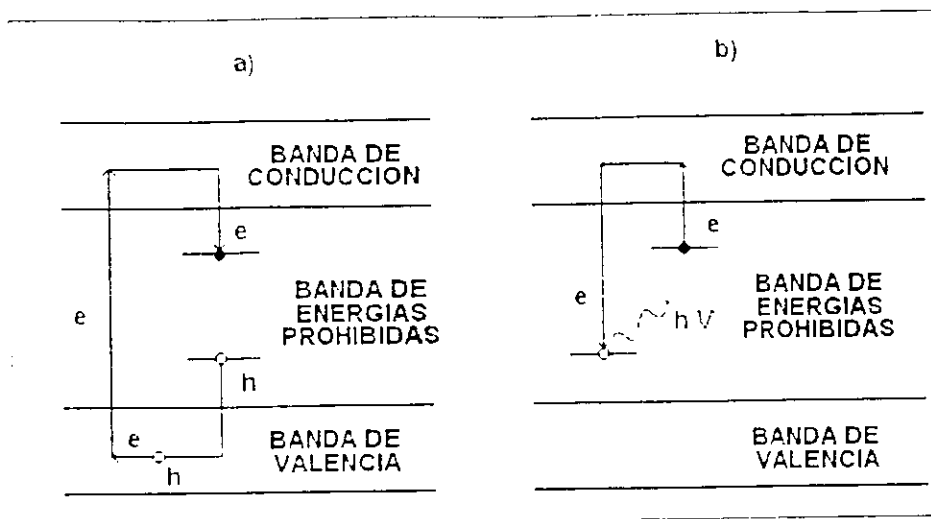 a)
BANDA DE
CONDUCCION
e
e
BANDA DE
ENERGIAS
PROHIBIDAS
h
e
h
BANDA DE
VALENCIA
b)
BANDA DE
CONDUCCION
e
e
h V
BANDA DE
ENERGIAS
PROHIBIDAS
BANDA DE
VALENCIA